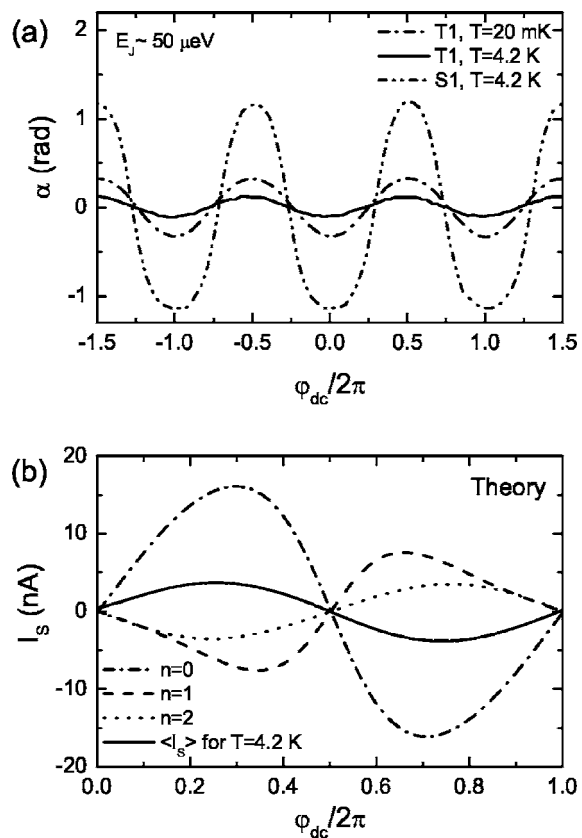 (a)
E_J~ 50 μeV
T1, T=20 mK
T1, T=4.2 K
S1, T=4.2 K
2
1
0
-1
α (rad)
-1.5 -1.0 -0.5 0.0 0.5 1.0 1.5
φ_dc/2π
(b)
Theory
20
10
0
-10
-20
I_S (nA)
n=0
n=1
n=2
<I_S> for T=4.2 K
0.0 0.2 0.4 0.6 0.8 1.0
φ_dc/2π